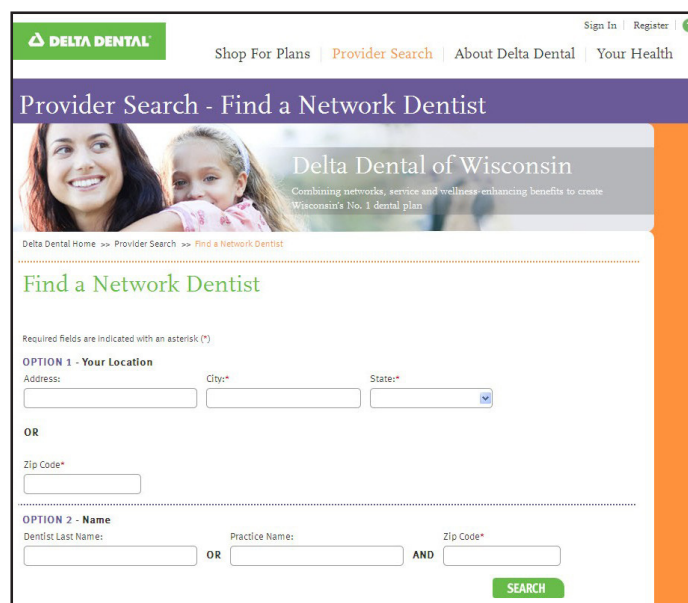 Sign In | Register
DELTA DENTAL
Shop For Plans | Provider Search | About Delta Dental | Your Health
Provider Search - Find a Network Dentist
Delta Dental of Wisconsin
Combining networks, service and wellness-enhancing benefits to create
Wisconsin's No. 1 dental plan
Delta Dental Home >> Provider Search >> Find a Network Dentist
Find a Network Dentist
Required fields are indicated with an asterisk (*)
OPTION 1 - Your Location
Address: City:* State:*
OR
Zip Code*
OPTION 2 - Name
Dentist Last Name: Practice Name: Zip Code*
OR AND
SEARCH